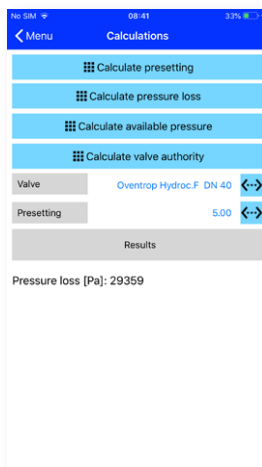 No SIM 08:41 33%
Menu Calculations
Calculate presetting
Calculate pressure loss
Calculate available pressure
Calculate valve authority
Valve Oventrop Hydroc.F DN 40
Presetting 5.00
Results
Pressure loss [Pa]: 29359